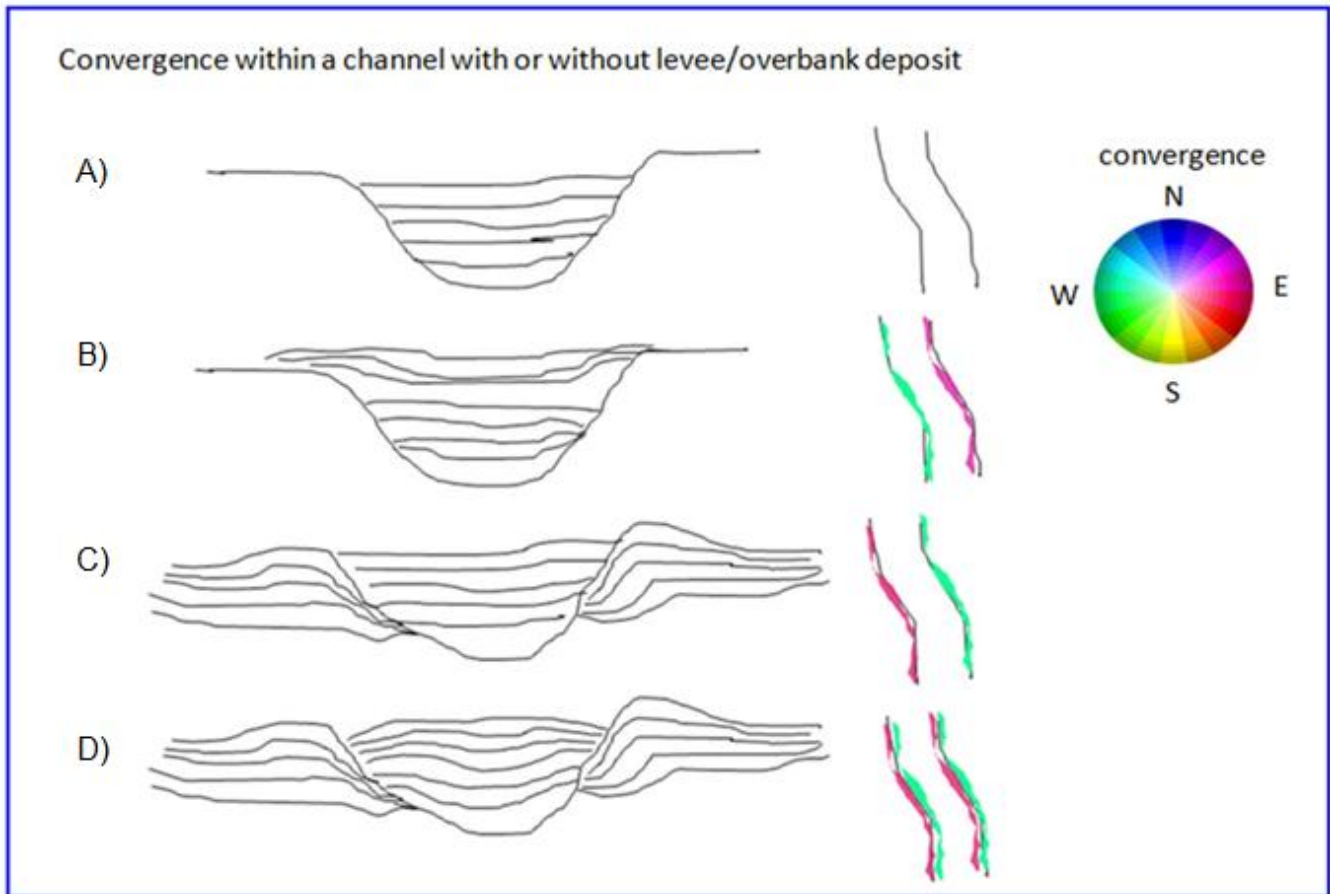 Convergence within a channel with or without levee/overbank deposit
A)
convergence
N
W
E
S
B)
C)
D)